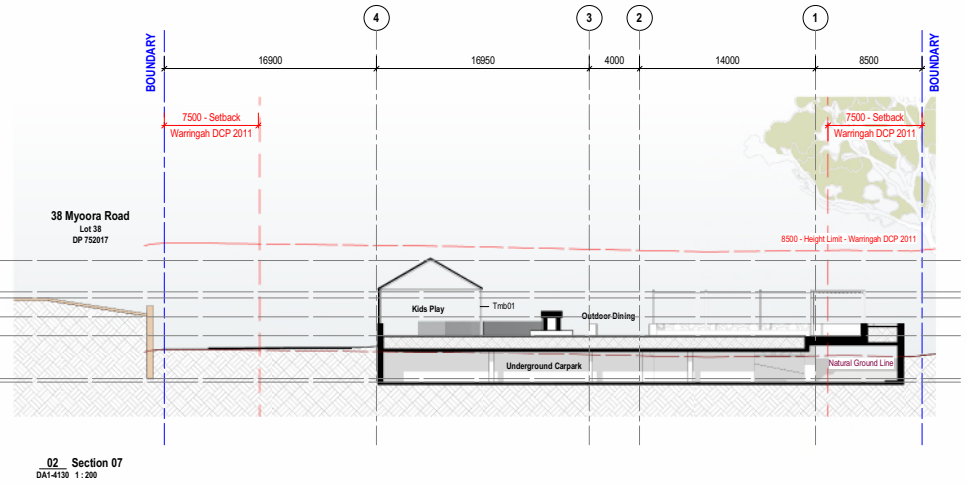 4
3
2
1
BOUNDARY
BOUNDARY
16900
16950
4000
14000
8500
7500 - Setback
Warringah DCP 2011
7500 - Setback
Warringah DCP 2011
38 Myoora Road
Lot 38
DP 752017
8500 - Height Limit - Warringah DCP 2011
Kids Play
Tmb01
Outdoor Dining
Underground Carpark
Natural Ground Line
02 Section 07
DA1-4130 1 : 200